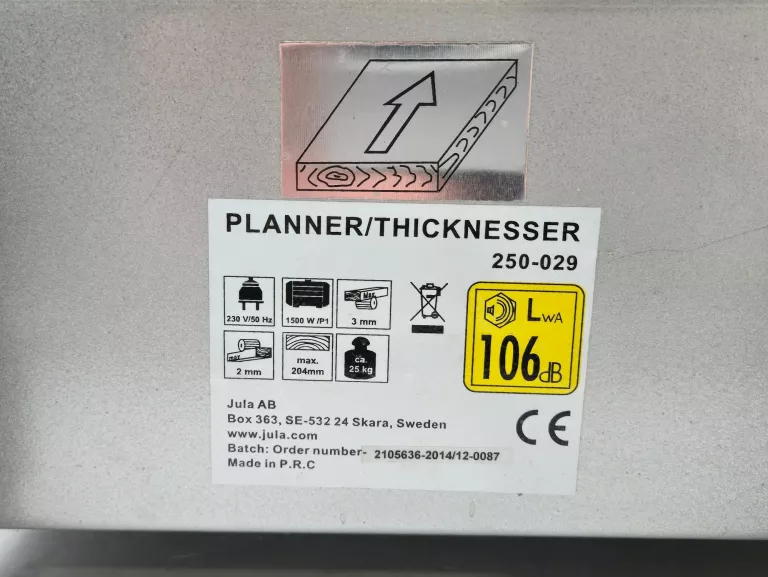 PLANNER/THICKNESSER
250-029
230 V/50 Hz
1500 W /P1
Max
3 mm
max
2 mm
max.
204mm
ca.
25 kg
LWA
106dB
Jula AB
Box 363, SE-532 24 Skara, Sweden
www.jula.com
Batch: Order number- 2105636-2014/12-0087
Made in P.R.C
CE